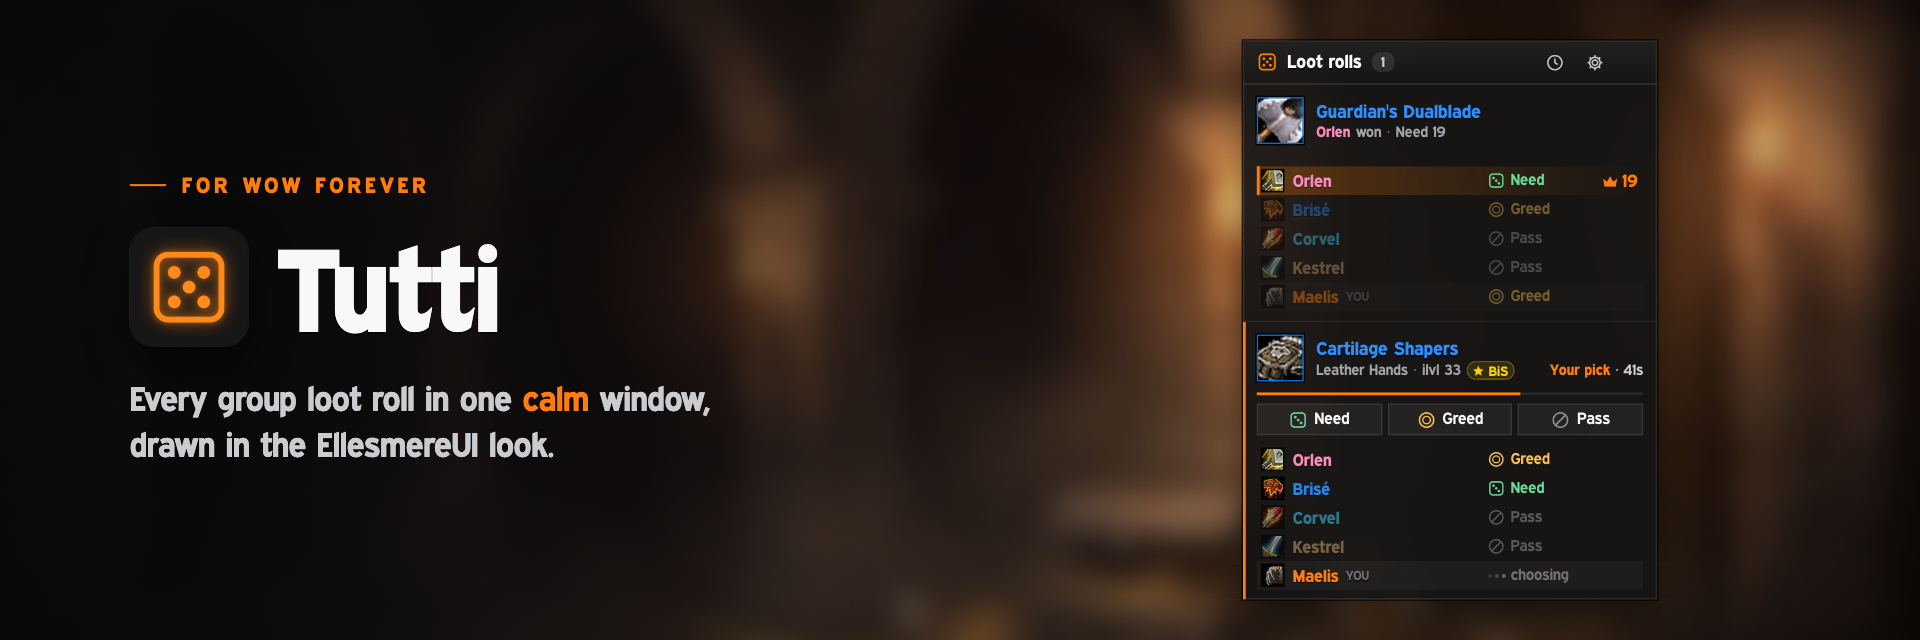 FOR WOW FOREVER
Tutti
Every group loot roll in one calm window,
drawn in the EllesmereUI look.
Loot rolls 1
Guardian's Dualblade
Orlen won · Need 19
Orlen Need 19
Brisé Greed
Corvel Pass
Kestrel Pass
Maelis YOU Greed
Cartilage Shapers
Leather Hands · ilvl 33 BiS Your pick · 41s
Need Greed Pass
Orlen Greed
Brisé Need
Corvel Pass
Kestrel Pass
Maelis YOU choosing